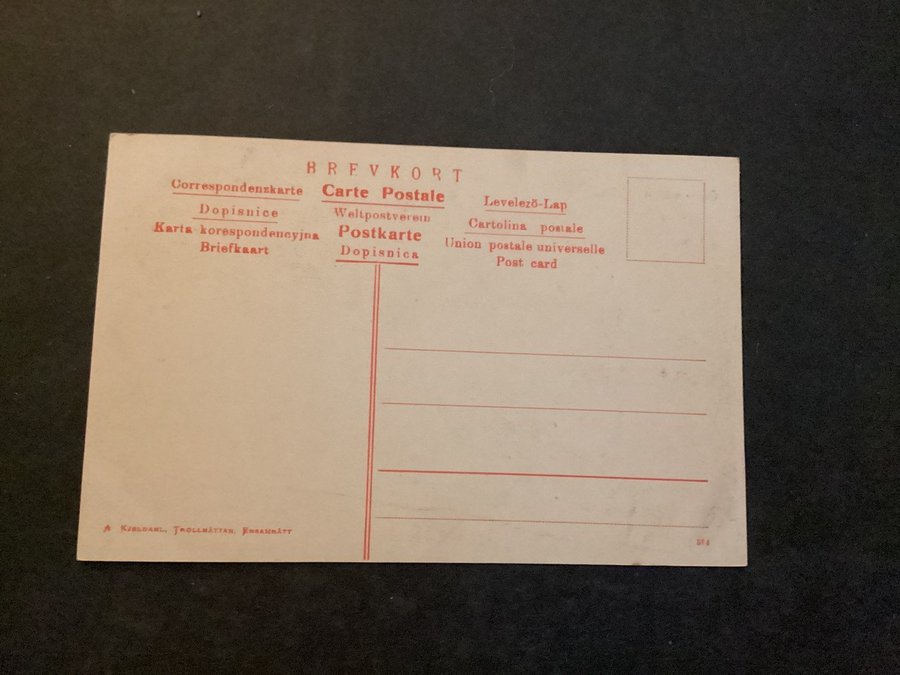 BREVKORT
Correspondenzkarte
Dopisnice
Karta korespondencyjna
Briefkaart
Carte Postale
Weltpostverein
Postkarte
Dopisnica
Levelező-Lap
Cartolina postale
Union postale universelle
Post card
A KJELDAHL, TROLLHÄTTAN, ENSAMRÄTT